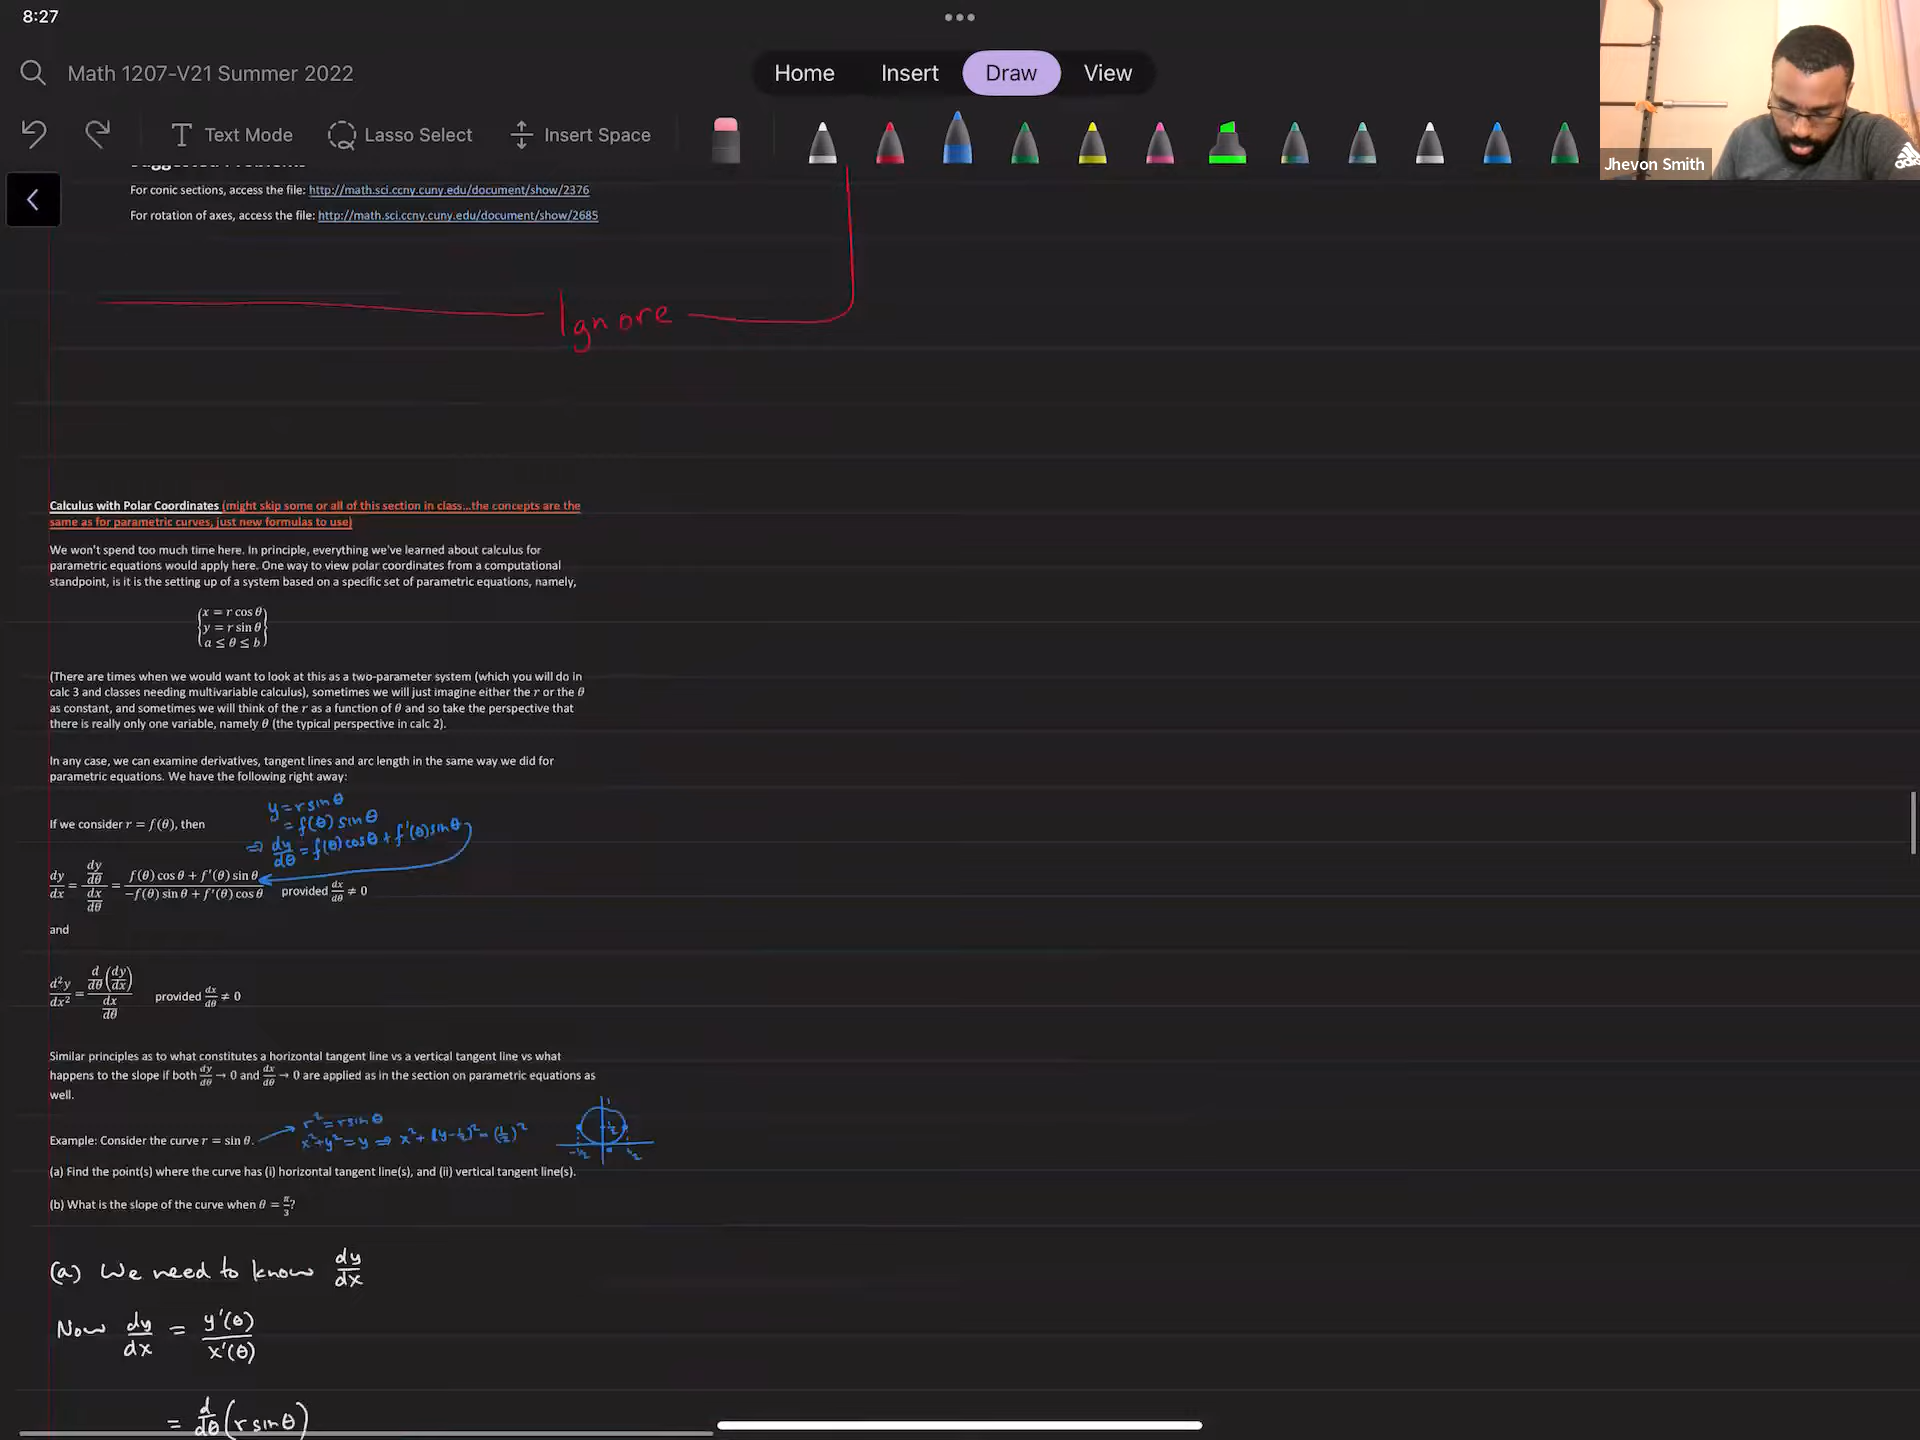 8:27
Math 1207-V21 Summer 2022
Home Insert Draw View
Text Mode Lasso Select Insert Space
Jhevon Smith
For conic sections, access the file: http://math.sci.ccny.cuny.edu/document/show/2376
For rotation of axes, access the file: http://math.sci.ccny.cuny.edu/document/show/2685
Ignore
Calculus with Polar Coordinates (might skip some or all of this section in class...the concepts are the
same as for parametric curves, just new formulas to use)
We won't spend too much time here. In principle, everything we've learned about calculus for
parametric equations would apply here. One way to view polar coordinates from a computational
standpoint, is it is the setting up of a system based on a specific set of parametric equations, namely,
{x = r cos θ
y = r sin θ
a ≤ θ ≤ b}
(There are times when we would want to look at this as a two-parameter system (which you will do in
calc 3 and classes needing multivariable calculus), sometimes we will just imagine either the r or the θ
as constant, and sometimes we will think of the r as a function of θ and so take the perspective that
there is really only one variable, namely θ (the typical perspective in calc 2).
In any case, we can examine derivatives, tangent lines and arc length in the same way we did for
parametric equations. We have the following right away:
y = r sin θ
If we consider r = f(θ), then
= f(θ) sin θ
⇒ dy/dθ = f(θ) cos θ + f'(θ) sin θ
dy/dx = (dy/dθ)/(dx/dθ) = (f(θ) cos θ + f'(θ) sin θ)/(−f(θ) sin θ + f'(θ) cos θ) provided dx/dθ ≠ 0
and
d²y/dx² = (d/dθ (dy/dx))/(dx/dθ) provided dx/dθ ≠ 0
Similar principles as to what constitutes a horizontal tangent line vs a vertical tangent line vs what
happens to the slope if both dy/dθ → 0 and dx/dθ → 0 are applied as in the section on parametric equations as
well.
r² = r sin θ
Example: Consider the curve r = sin θ. x² + y² = y ⇒ x² + (y − ½)² = (½)²
1
½
−½ ½
(a) Find the point(s) where the curve has (i) horizontal tangent line(s), and (ii) vertical tangent line(s).
(b) What is the slope of the curve when θ = π/3?
(a) We need to know dy/dx
Now dy/dx = y'(θ)/x'(θ)
= d/dθ (r sin θ)